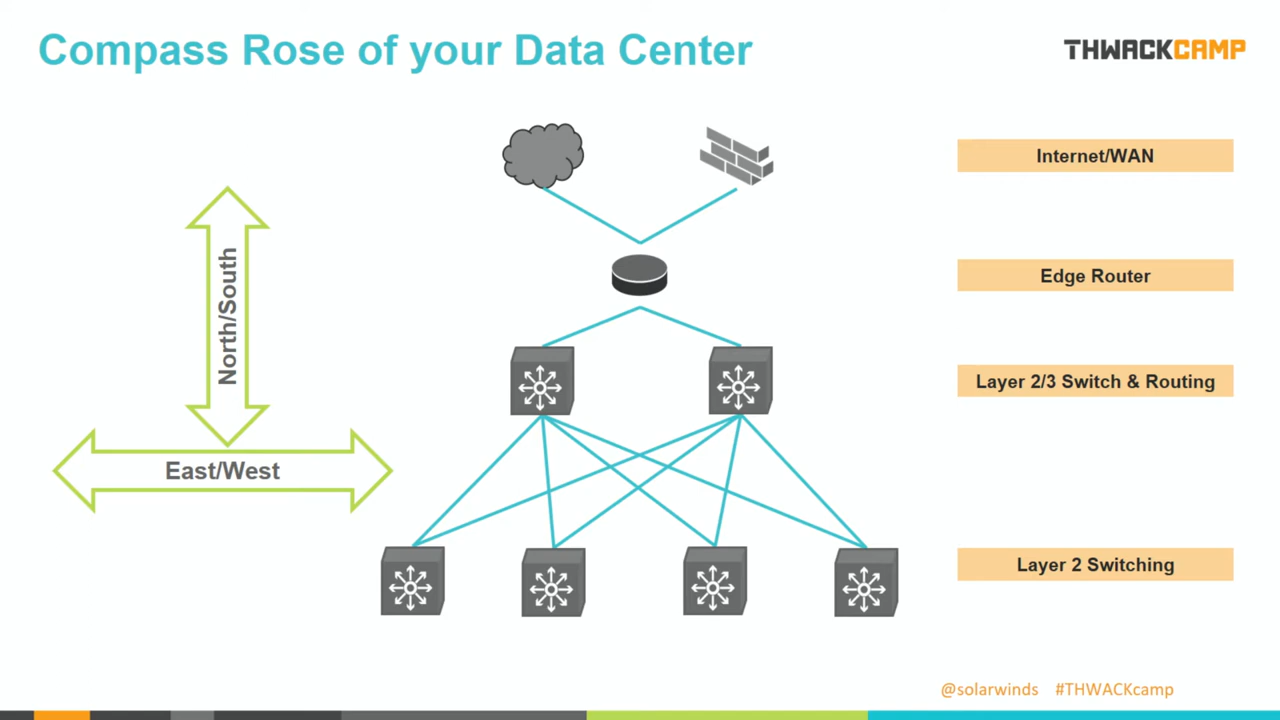 Compass Rose of your Data Center
THWACKCAMP
Internet/WAN
Edge Router
North/South
Layer 2/3 Switch & Routing
East/West
Layer 2 Switching
@solarwinds #THWACKcamp